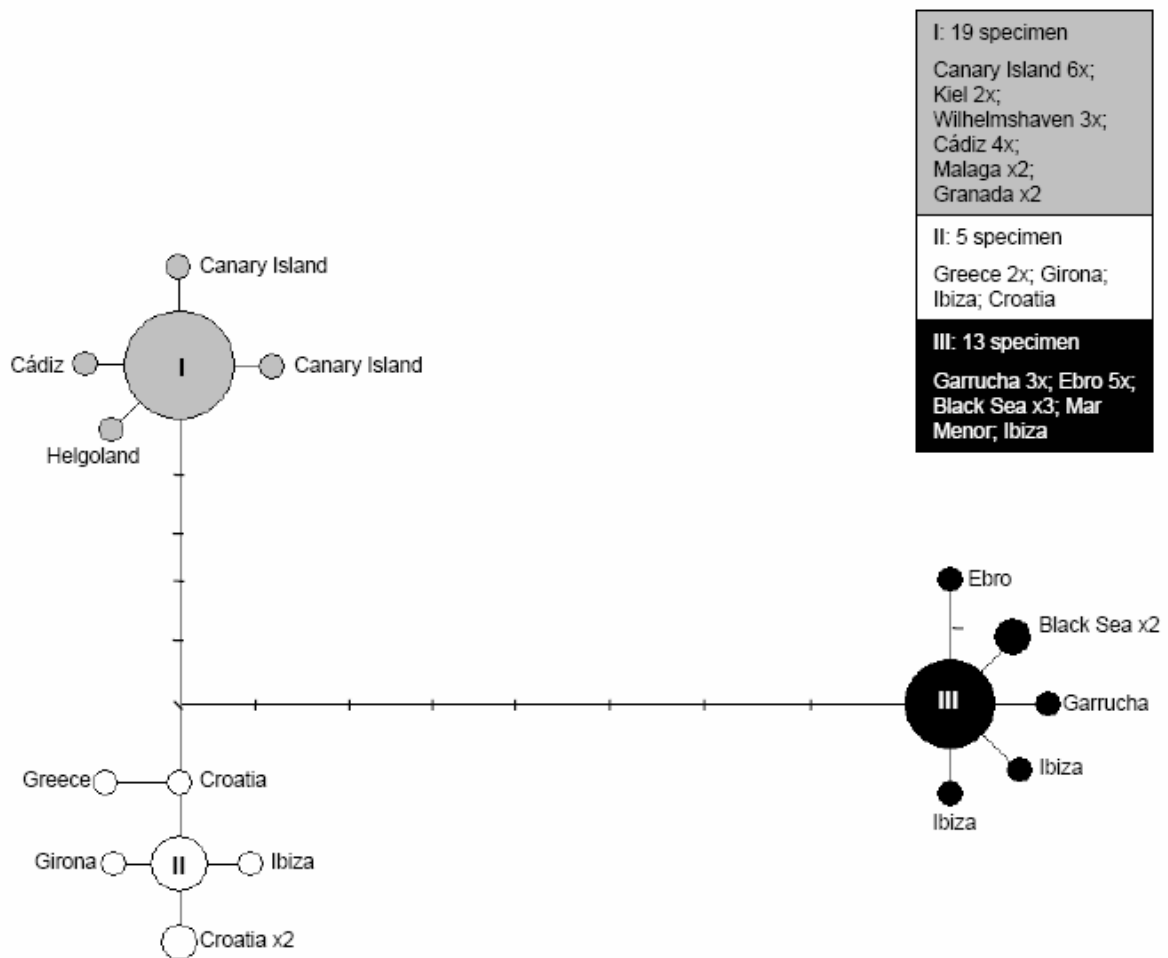 I: 19 specimen
Canary Island 6x;
Kiel 2x;
Wilhelmshaven 3x;
Cádiz 4x;
Malaga x2;
Granada x2
II: 5 specimen
Greece 2x; Girona;
Ibiza; Croatia
III: 13 specimen
Garrucha 3x; Ebro 5x;
Black Sea x3; Mar
Menor; Ibiza
Canary Island
Cádiz
I
Canary Island
Helgoland
Ebro
Black Sea x2
III
Garrucha
Ibiza
Ibiza
Greece
Croatia
Girona
II
Ibiza
Croatia x2